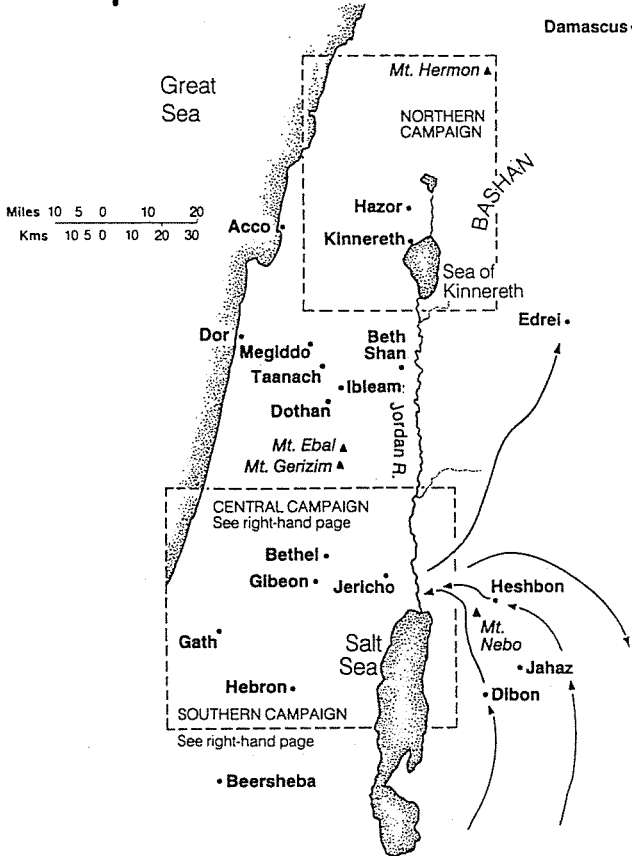 Damascus
Mt. Hermon
Great
Sea
NORTHERN
CAMPAIGN
BASHAN
Miles 10 5 0 10 20
Kms 10 5 0 10 20 30
Hazor
Acco
Kinnereth
Sea of
Kinnereth
Edrei
Dor
Megiddo
Beth
Shan
Taanach
Ibleam
Dothan
Jordan R.
Mt. Ebal
Mt. Gerizim
CENTRAL CAMPAIGN
See right-hand page
Bethel
Gibeon
Jericho
Heshbon
Mt.
Nebo
Gath
Salt
Sea
Jahaz
Hebron
Dibon
SOUTHERN CAMPAIGN
See right-hand page
Beersheba